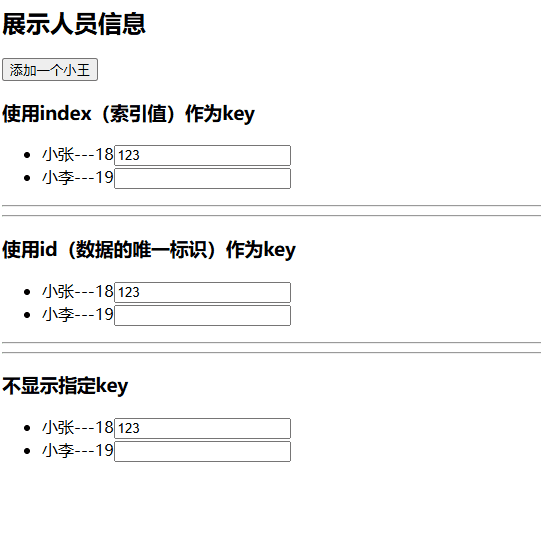 展示人员信息
添加一个小王
使用index（索引值）作为key
小张---18 123
小李---19
使用id（数据的唯一标识）作为key
小张---18 123
小李---19
不显示指定key
小张---18 123
小李---19